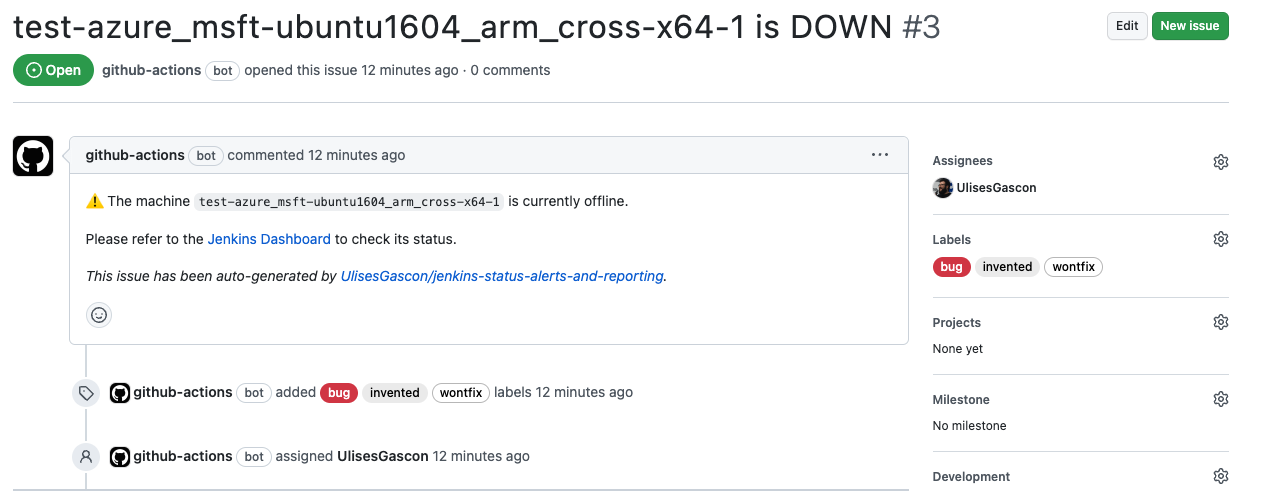 test-azure_msft-ubuntu1604_arm_cross-x64-1 is DOWN #3
Edit
New issue
Open
github-actions bot opened this issue 12 minutes ago · 0 comments
github-actions bot commented 12 minutes ago
⚠️ The machine test-azure_msft-ubuntu1604_arm_cross-x64-1 is currently offline.
Please refer to the Jenkins Dashboard to check its status.
This issue has been auto-generated by UlisesGascon/jenkins-status-alerts-and-reporting.
github-actions bot added bug invented wontfix labels 12 minutes ago
github-actions bot assigned UlisesGascon 12 minutes ago
Assignees
UlisesGascon
Labels
bug invented wontfix
Projects
None yet
Milestone
No milestone
Development